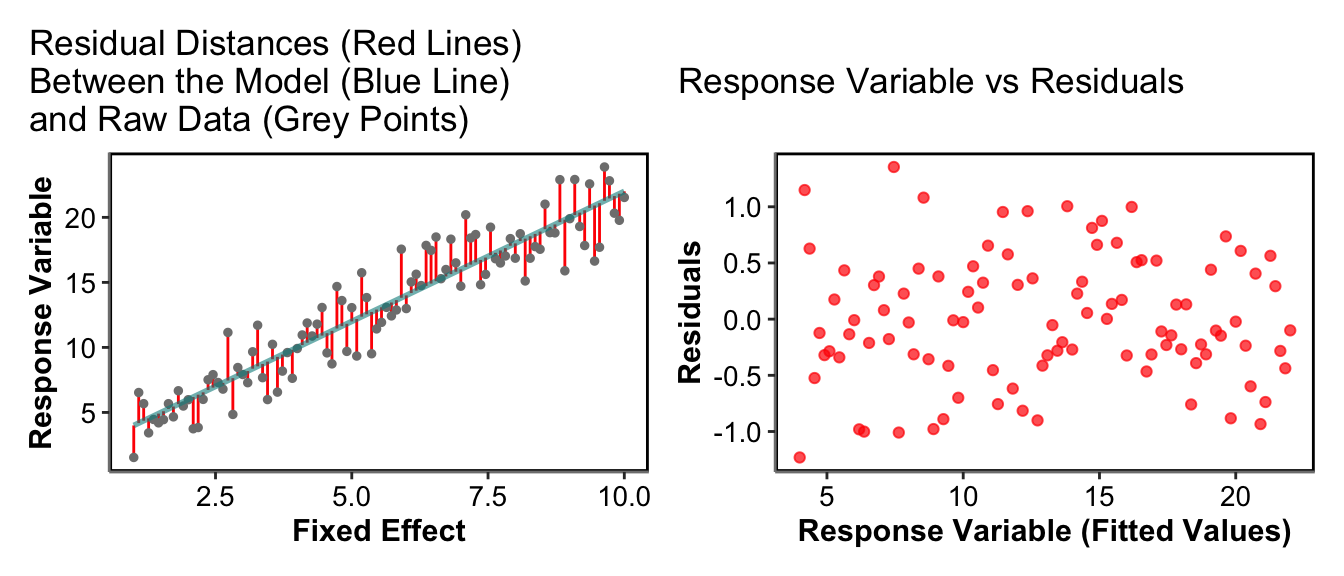 Residual Distances (Red Lines)
Between the Model (Blue Line)
and Raw Data (Grey Points)
Response Variable
20
15
10
5
2.5
5.0
7.5
10.0
Fixed Effect
Response Variable vs Residuals
Residuals
1.0
0.5
0.0
-0.5
-1.0
5
10
15
20
Response Variable (Fitted Values)